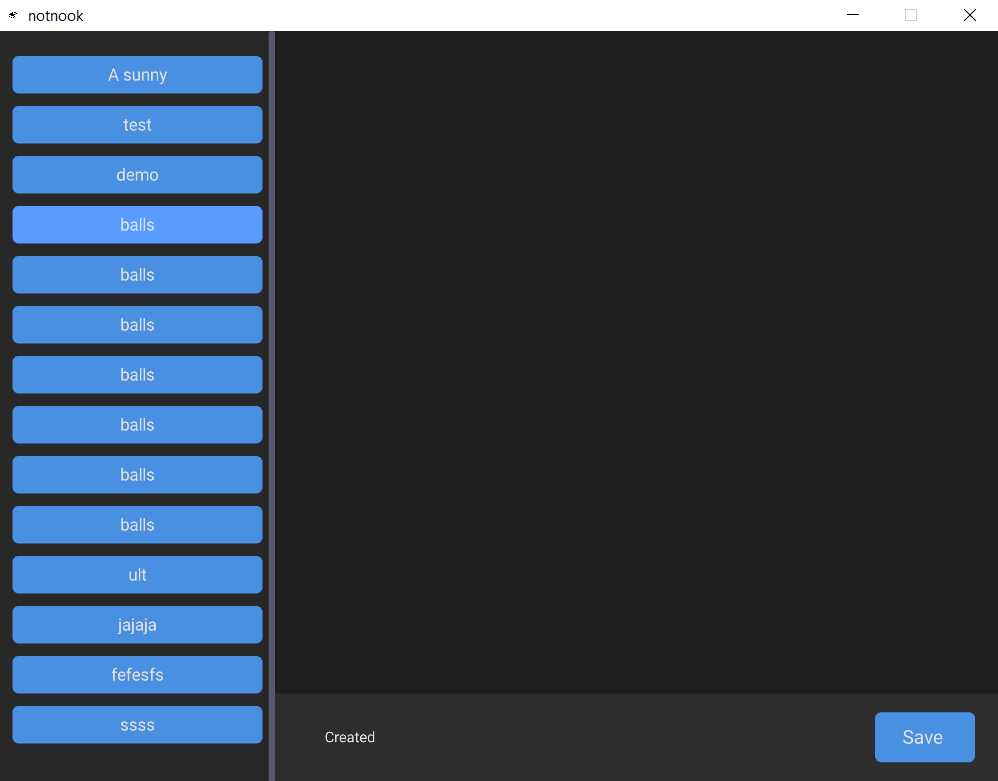 notnook
A sunny
test
demo
balls
balls
balls
balls
balls
balls
balls
ult
jajaja
fefesfs
ssss
Created
Save